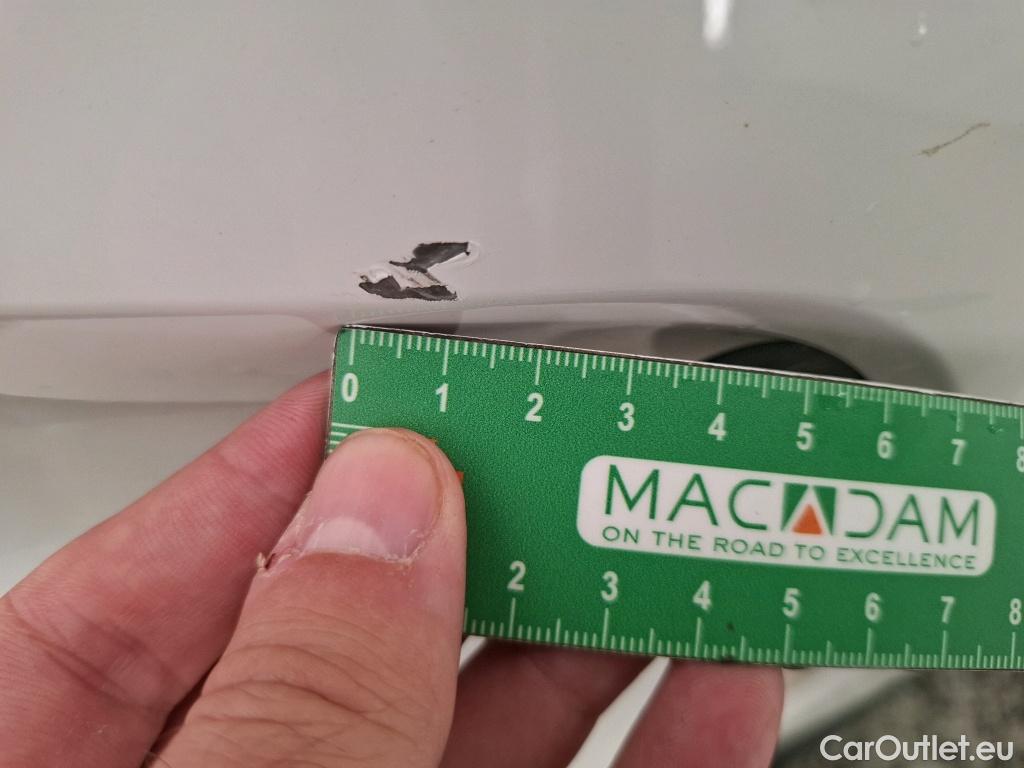 0 1 2 3 4 5 6 7 8
MACADAM
ON THE ROAD TO EXCELLENCE
2 3 4 5 6 7 8
CarOutlet.eu